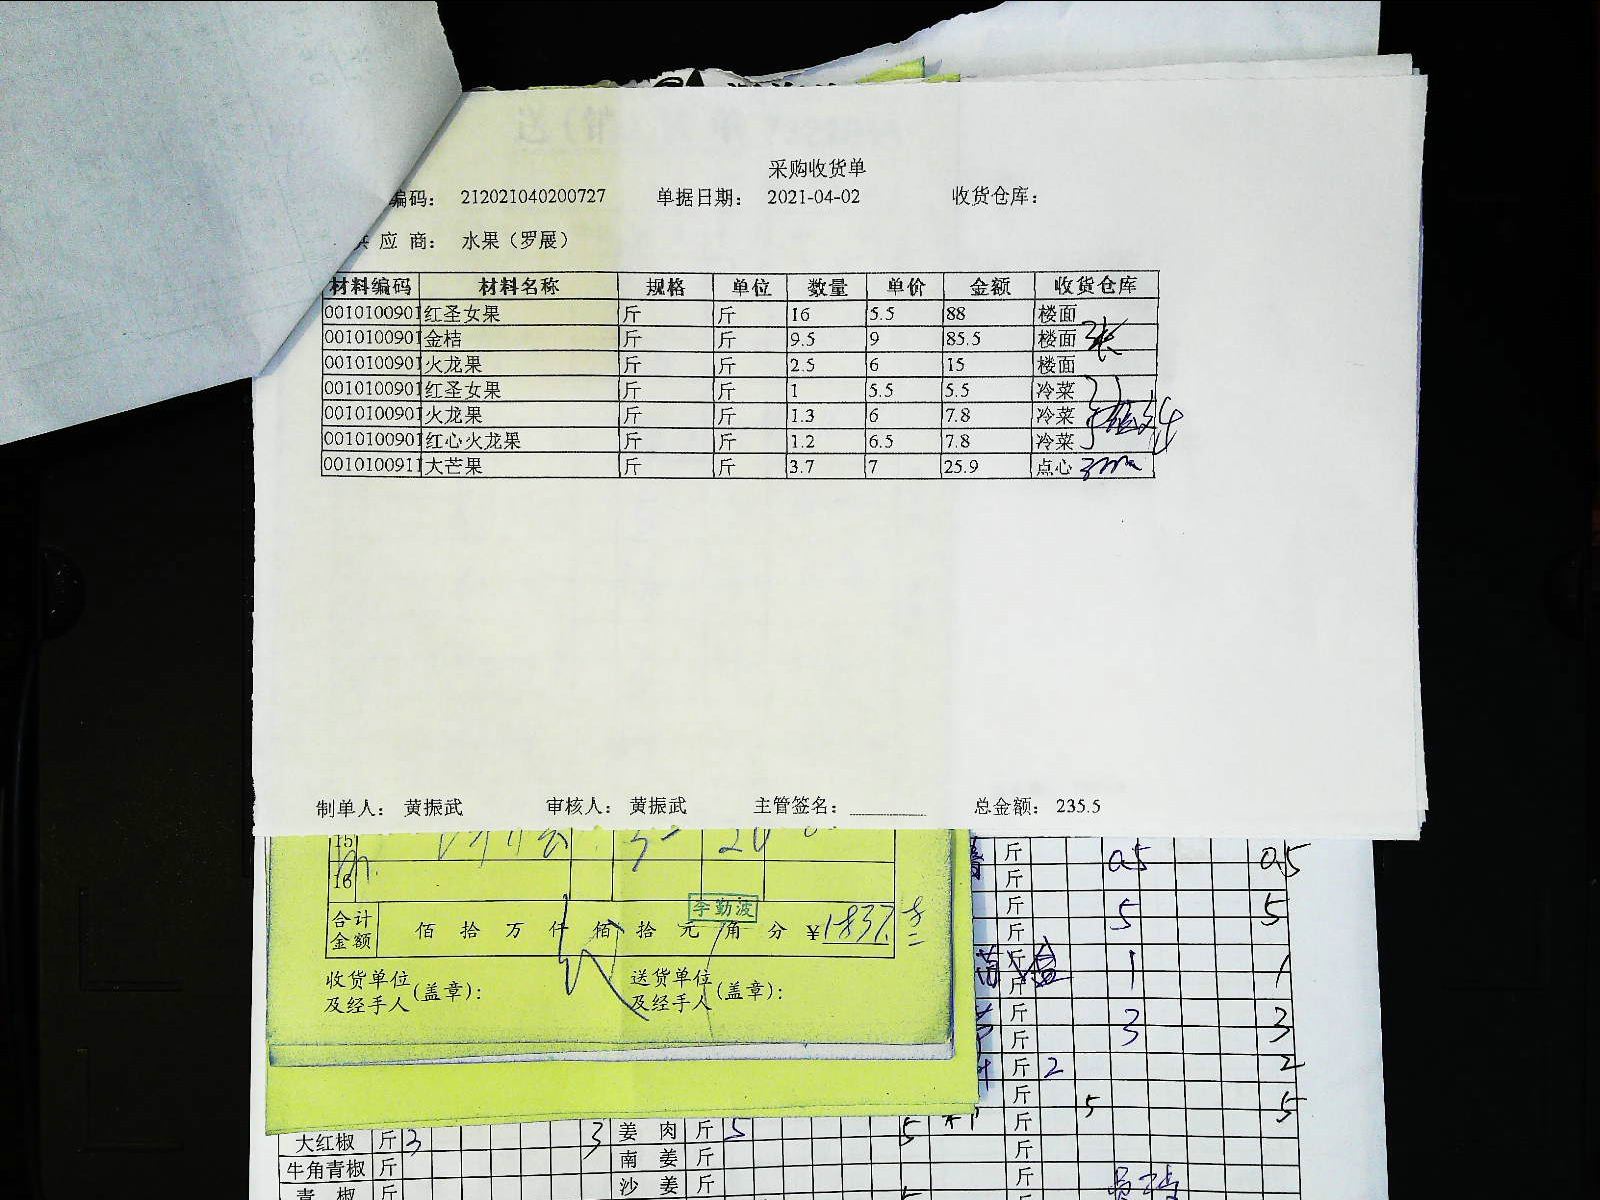 采购收货单
编码： 212021040200727 单据日期： 2021-04-02 收货仓库：
应 商： 水果（罗展）
材料编码 材料名称 规格 单位 数量 单价 金额 收货仓库
0010100901 红圣女果 斤 斤 16 5.5 88 楼面
0010100901 金桔 斤 斤 9.5 9 85.5 楼面
0010100901 火龙果 斤 斤 2.5 6 15 楼面
0010100901 红圣女果 斤 斤 1 5.5 5.5 冷菜
0010100901 火龙果 斤 斤 1.3 6 7.8 冷菜
0010100901 红心火龙果 斤 斤 1.2 6.5 7.8 冷菜
0010100911 大芒果 斤 斤 3.7 7 25.9 点心
制单人： 黄振武 审核人： 黄振武 主管签名： 总金额： 235.5
15
16
李勤波
合计金额 佰 拾 万 仟 佰 拾 元 角 分 ￥1837.
收货单位及经手人(盖章)： 送货单位及经手人(盖章)：
斤 0.5 0.5
斤
斤 5 5
斤
斤 1 1
斤
斤 3 3
斤
斤 2 2
斤 5 5
大红椒 斤 3 3 姜 肉 斤 5 5 斤
牛角青椒 斤 南 姜 斤 斤
青 椒 斤 沙 姜 斤 斤